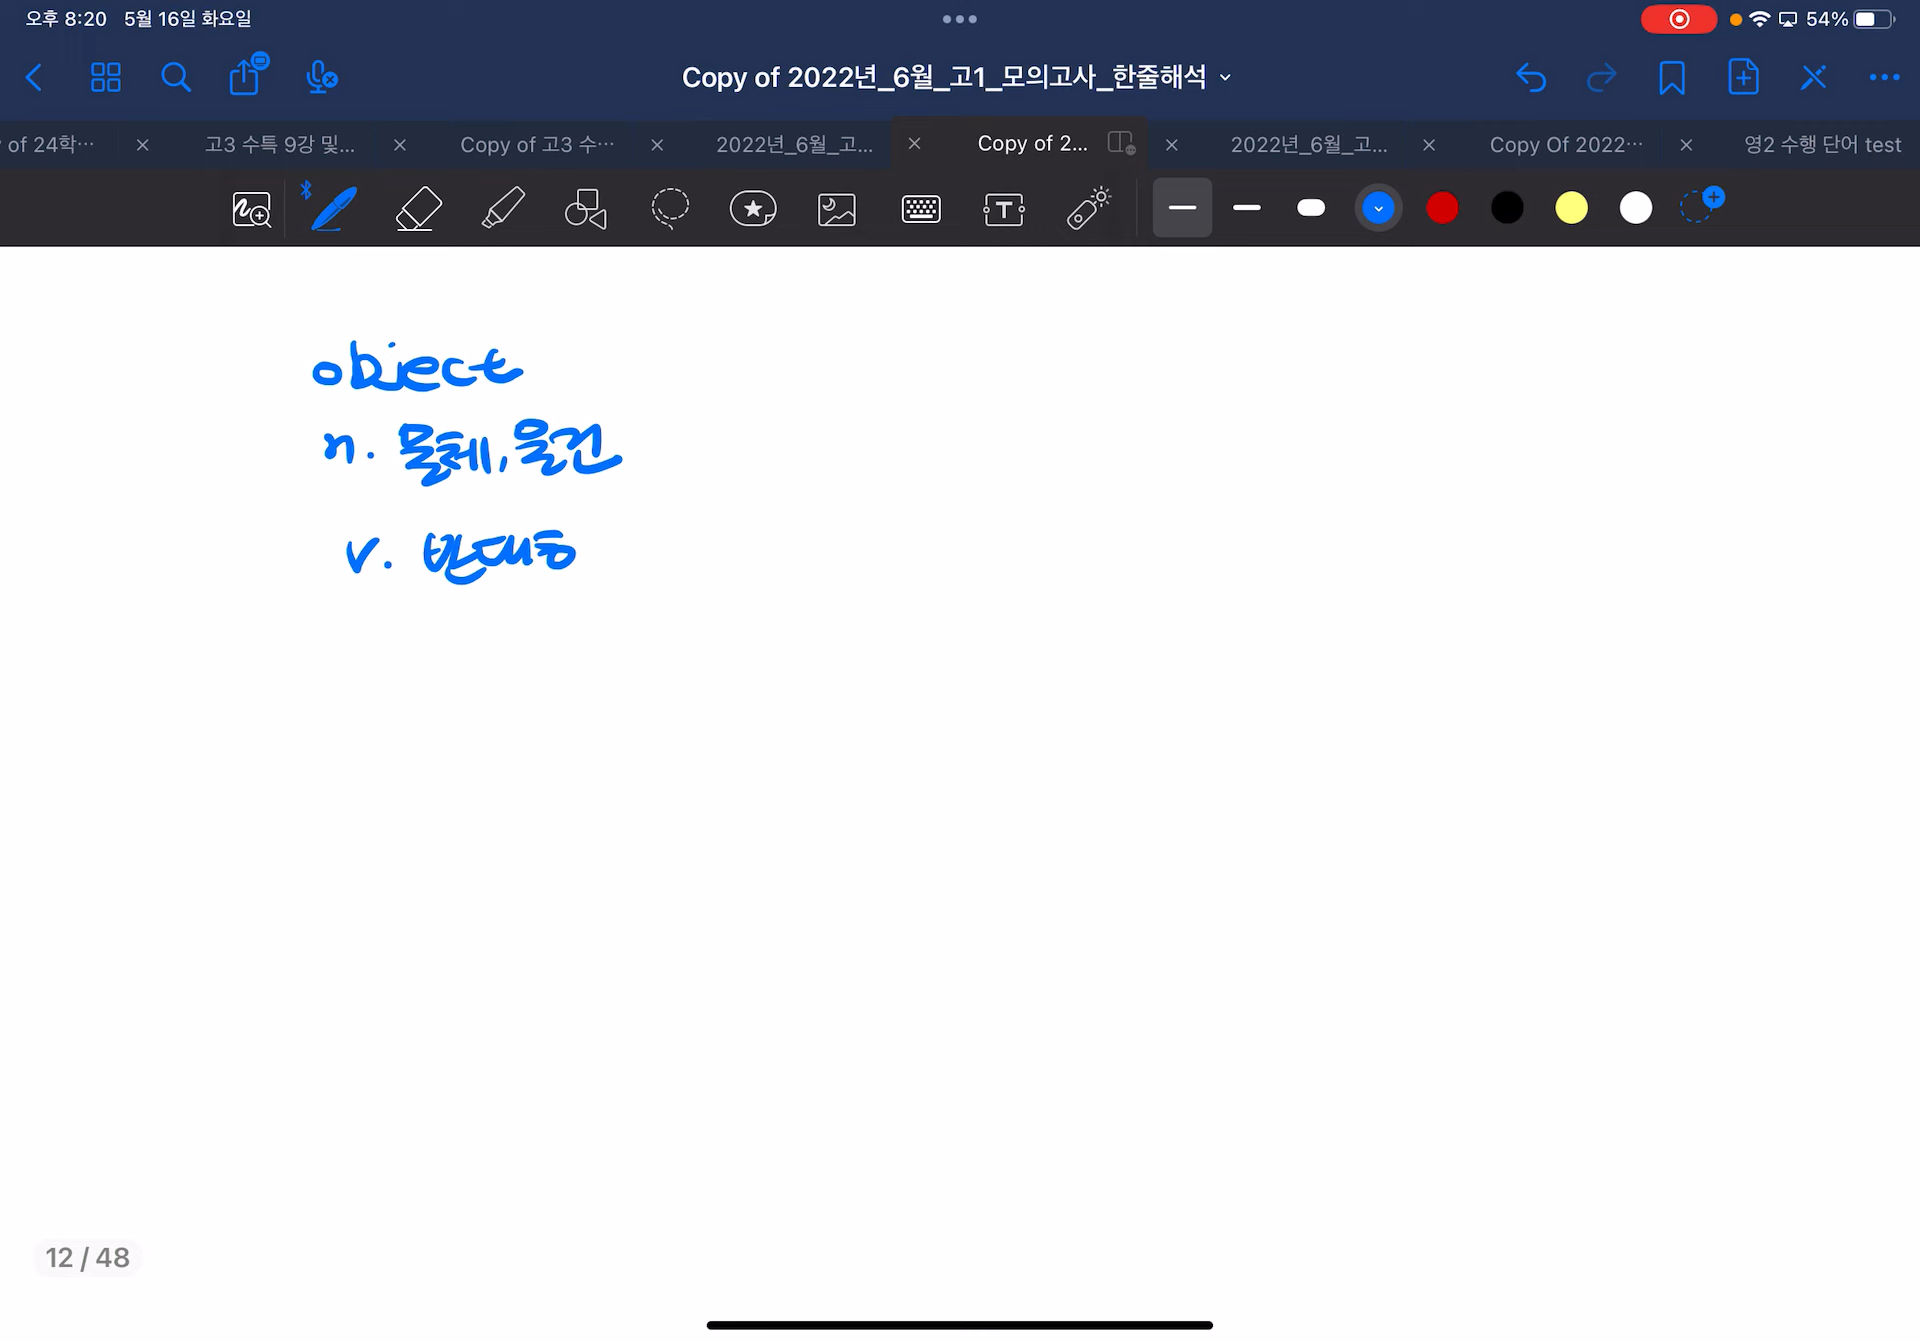 오후 8:20 5월 16일 화요일
54%
Copy of 2022년_6월_고1_모의고사_한줄해석
of 24학… 고3 수특 9강 및... Copy of 고3 수… 2022년_6월_고... Copy of 2... 2022년_6월_고... Copy Of 2022… 영2 수행 단어 test
object
n. 물체, 물건
v. 반대하
12 / 48